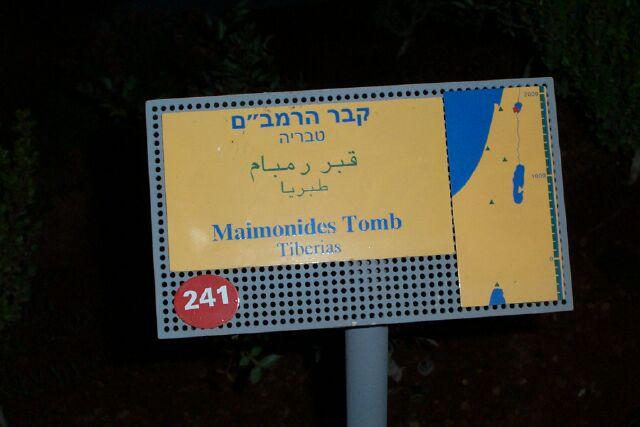 קבר הרמב״ם
טבריה
قبر رمبام
طبريا
Maimonides Tomb
Tiberias
241